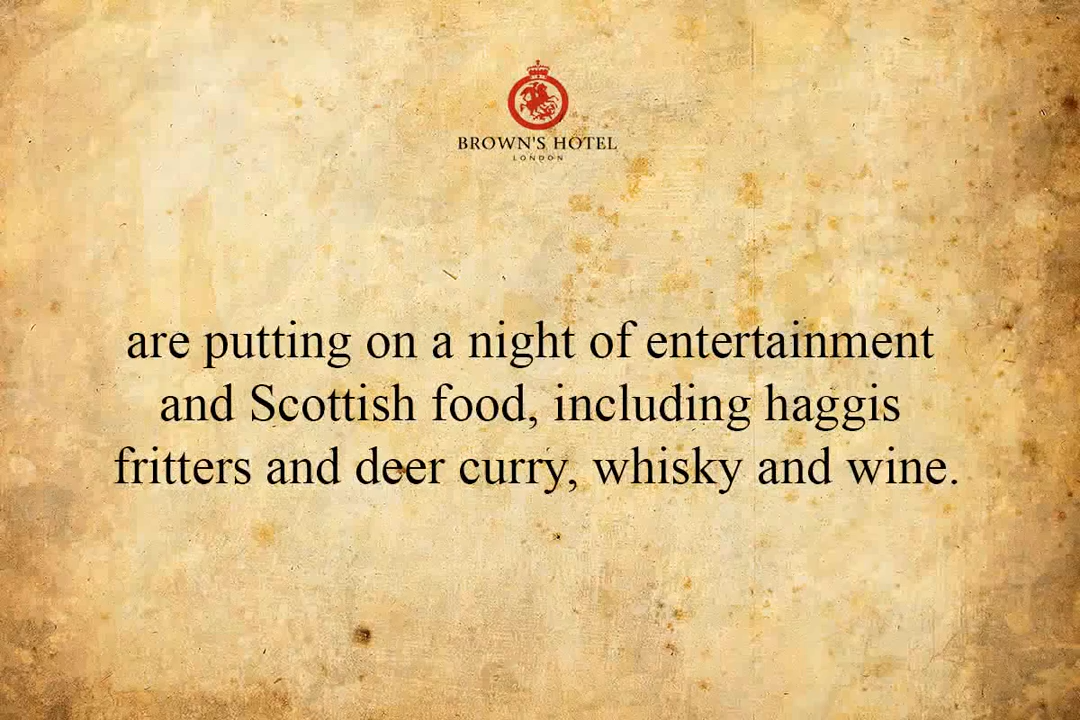 BROWN'S HOTEL
LONDON
are putting on a night of entertainment
and Scottish food, including haggis
fritters and deer curry, whisky and wine.